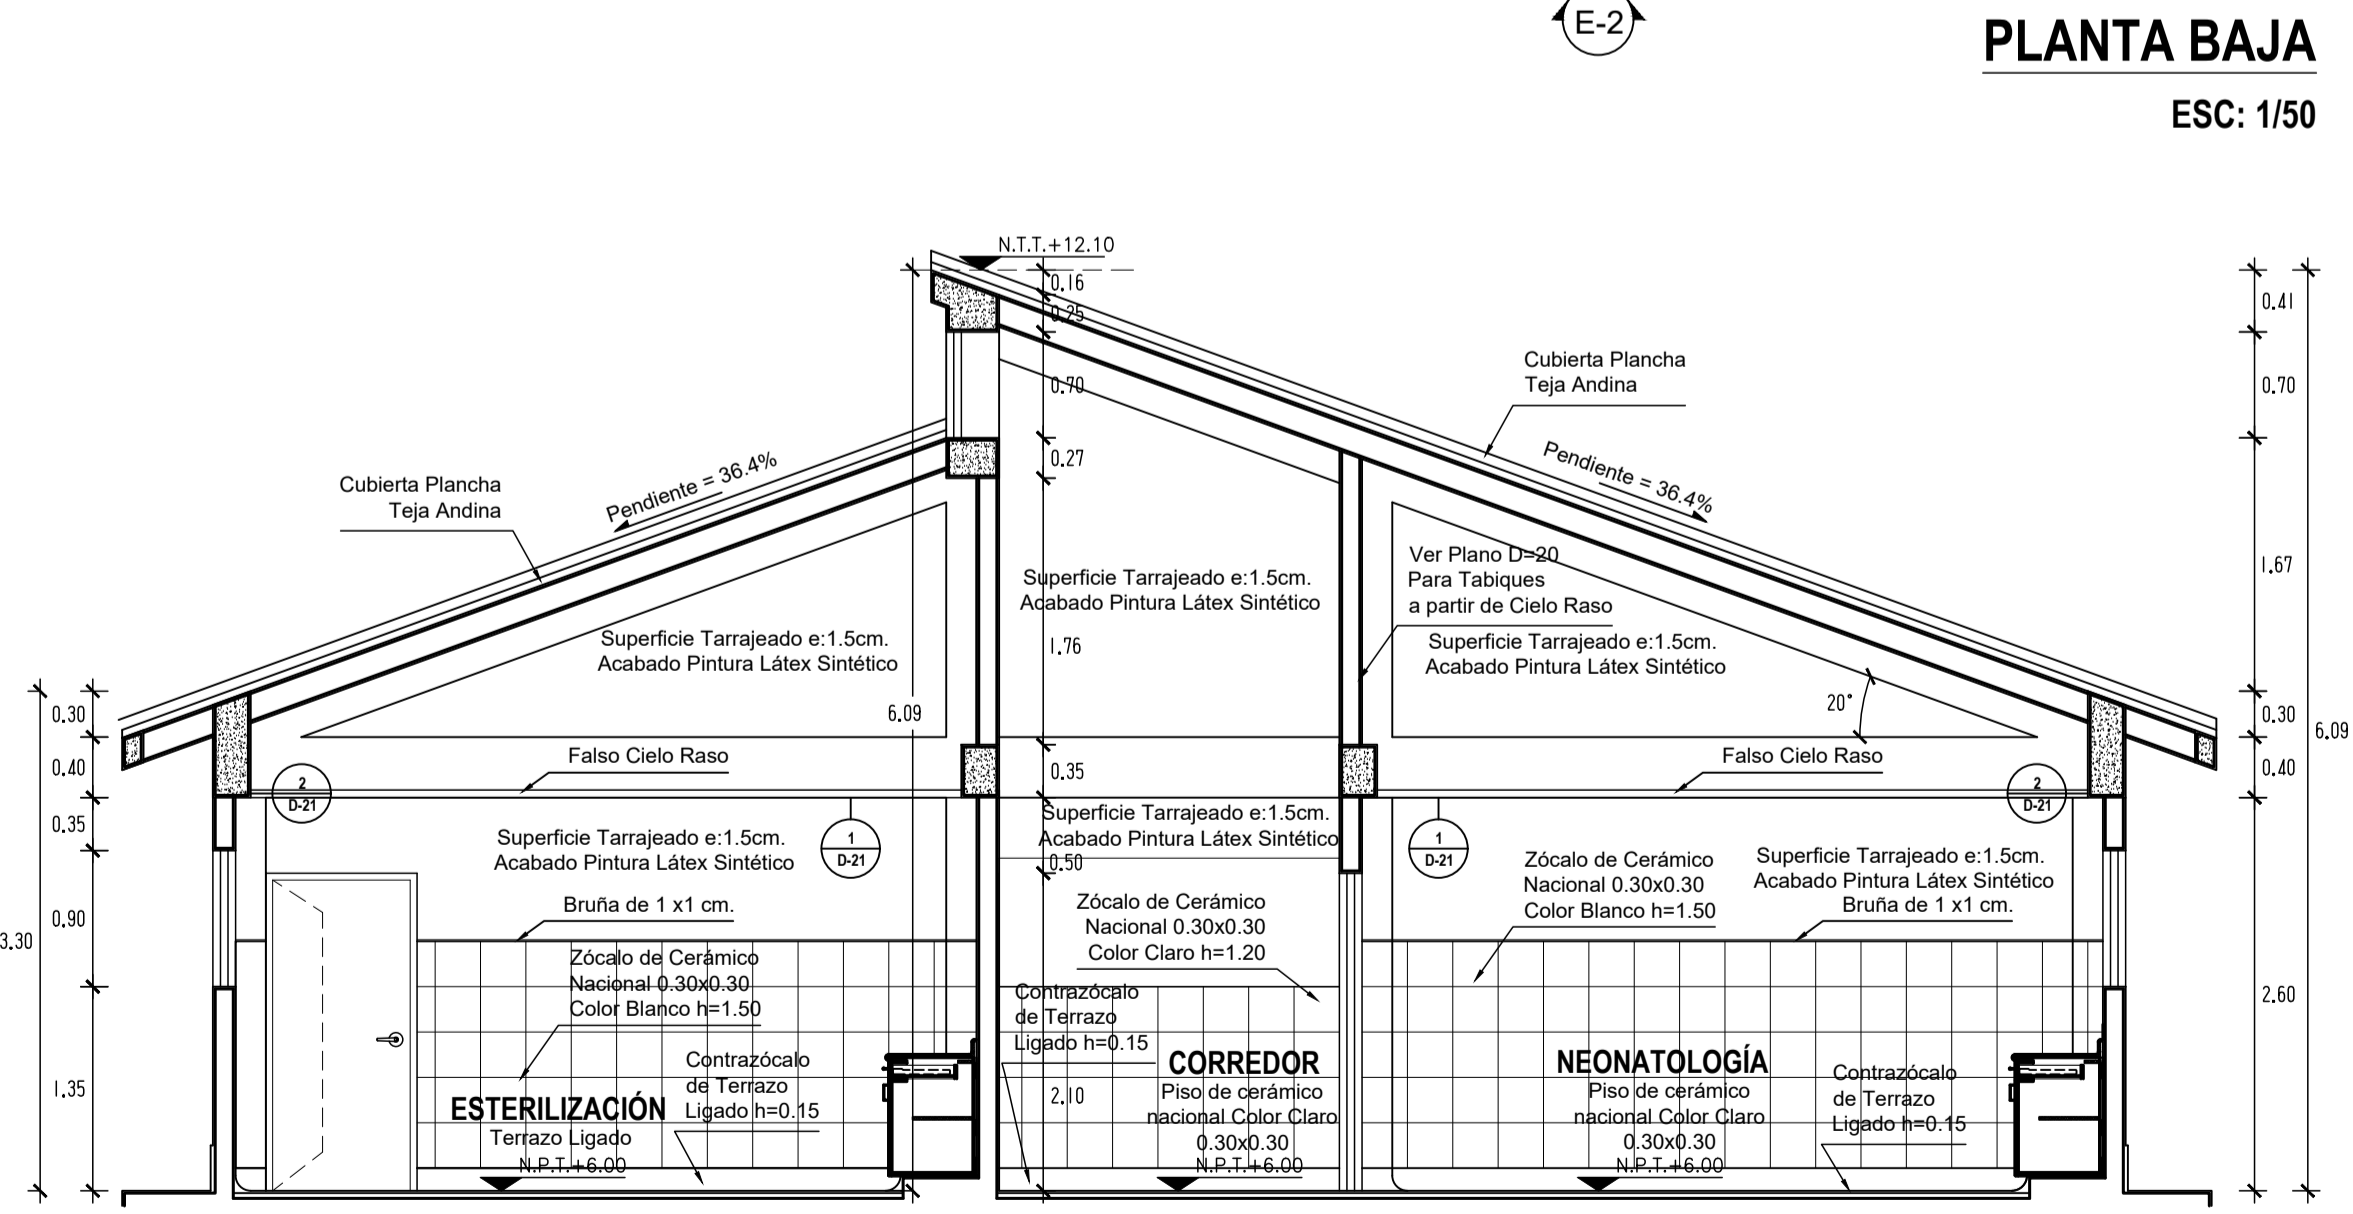 E-2
PLANTA BAJA
ESC: 1/50
N.T.T.+12.10
0.16
0.25
0.70
0.27
1.76
0.35
0.50
2.10
6.09
0.41
0.70
1.67
0.30
0.40
2.60
6.09
0.30
0.40
0.35
0.90
1.35
3.30
Cubierta Plancha
Teja Andina
Pendiente = 36.4%
Cubierta Plancha
Teja Andina
Pendiente = 36.4%
Superficie Tarrajeado e:1.5cm.
Acabado Pintura Látex Sintético
Superficie Tarrajeado e:1.5cm.
Acabado Pintura Látex Sintético
Ver Plano D=20
Para Tabiques
a partir de Cielo Raso
Superficie Tarrajeado e:1.5cm.
Acabado Pintura Látex Sintético
20°
Falso Cielo Raso
Falso Cielo Raso
2
D-21
1
D-21
1
D-21
2
D-21
Superficie Tarrajeado e:1.5cm.
Acabado Pintura Látex Sintético
Bruña de 1 x1 cm.
Zócalo de Cerámico
Nacional 0.30x0.30
Color Blanco h=1.50
Contrazócalo
de Terrazo
Ligado h=0.15
ESTERILIZACIÓN
Terrazo Ligado
N.P.T.+6.00
Superficie Tarrajeado e:1.5cm.
Acabado Pintura Látex Sintético
Zócalo de Cerámico
Nacional 0.30x0.30
Color Claro h=1.20
Contrazócalo
de Terrazo
Ligado h=0.15
CORREDOR
Piso de cerámico
nacional Color Claro
0.30x0.30
N.P.T.+6.00
Zócalo de Cerámico
Nacional 0.30x0.30
Color Blanco h=1.50
Superficie Tarrajeado e:1.5cm.
Acabado Pintura Látex Sintético
Bruña de 1 x1 cm.
NEONATOLOGÍA
Piso de cerámico
nacional Color Claro
0.30x0.30
N.P.T.+6.00
Contrazócalo
de Terrazo
Ligado h=0.15